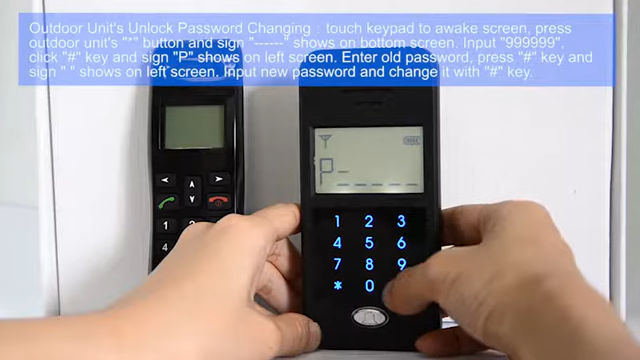 Outdoor Unit's Unlock Password Changing : touch keypad to awake screen, press
outdoor unit's "*" button and sign "------" shows on bottom screen. Input "999999",
click "#" key and sign "P" shows on left screen. Enter old password, press "#" key and
sign " " shows on left screen. Input new password and change it with "#" key.
P-
_ _ _ _ _ _
1 2 3
4 5 6
7 8 9
* 0
1
4